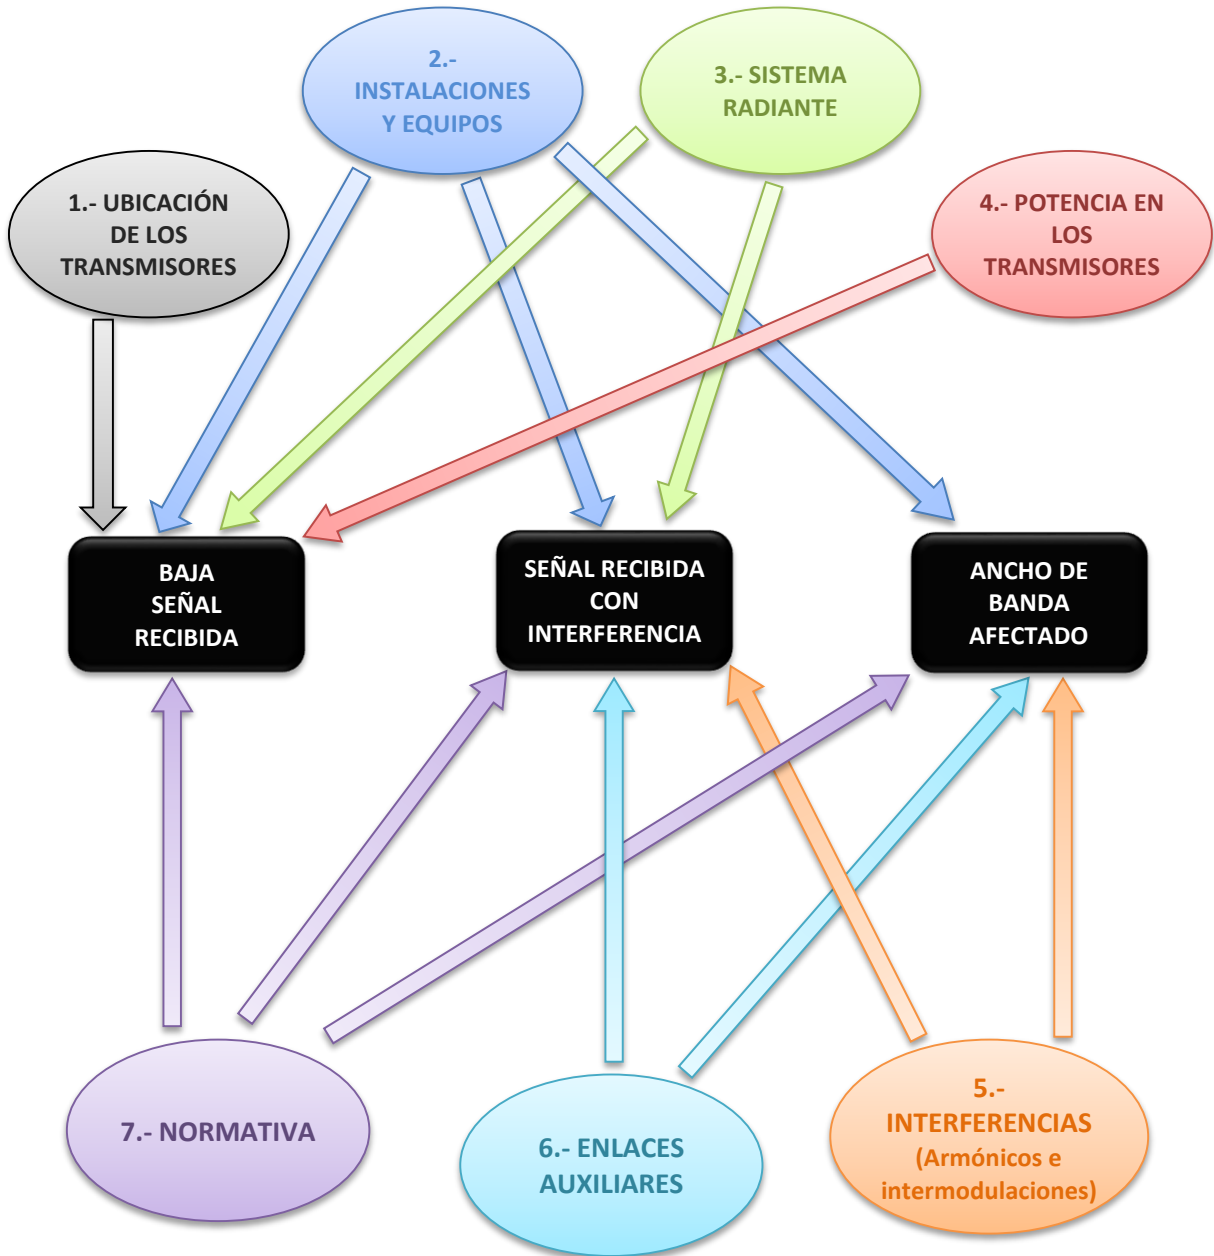 2.-
INSTALACIONES
Y EQUIPOS
3.- SISTEMA
RADIANTE
1.- UBICACIÓN
DE LOS
TRANSMISORES
4.- POTENCIA EN
LOS
TRANSMISORES
BAJA
SEÑAL
RECIBIDA
SEÑAL RECIBIDA
CON
INTERFERENCIA
ANCHO DE
BANDA
AFECTADO
7.- NORMATIVA
6.- ENLACES
AUXILIARES
5.-
INTERFERENCIAS
(Armónicos e
intermodulaciones)